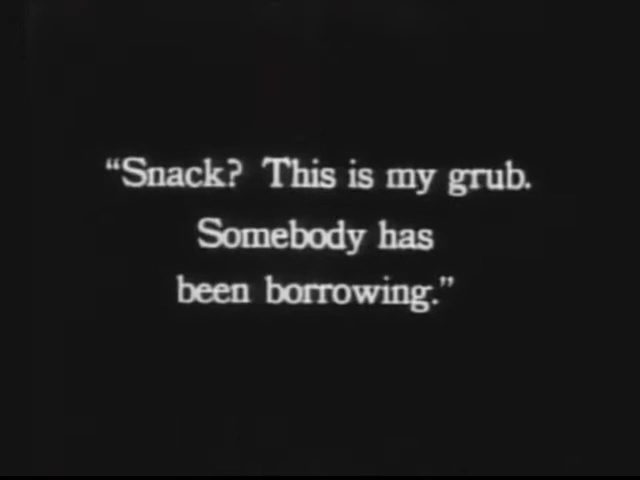 “Snack? This is my grub.
Somebody has
been borrowing.”